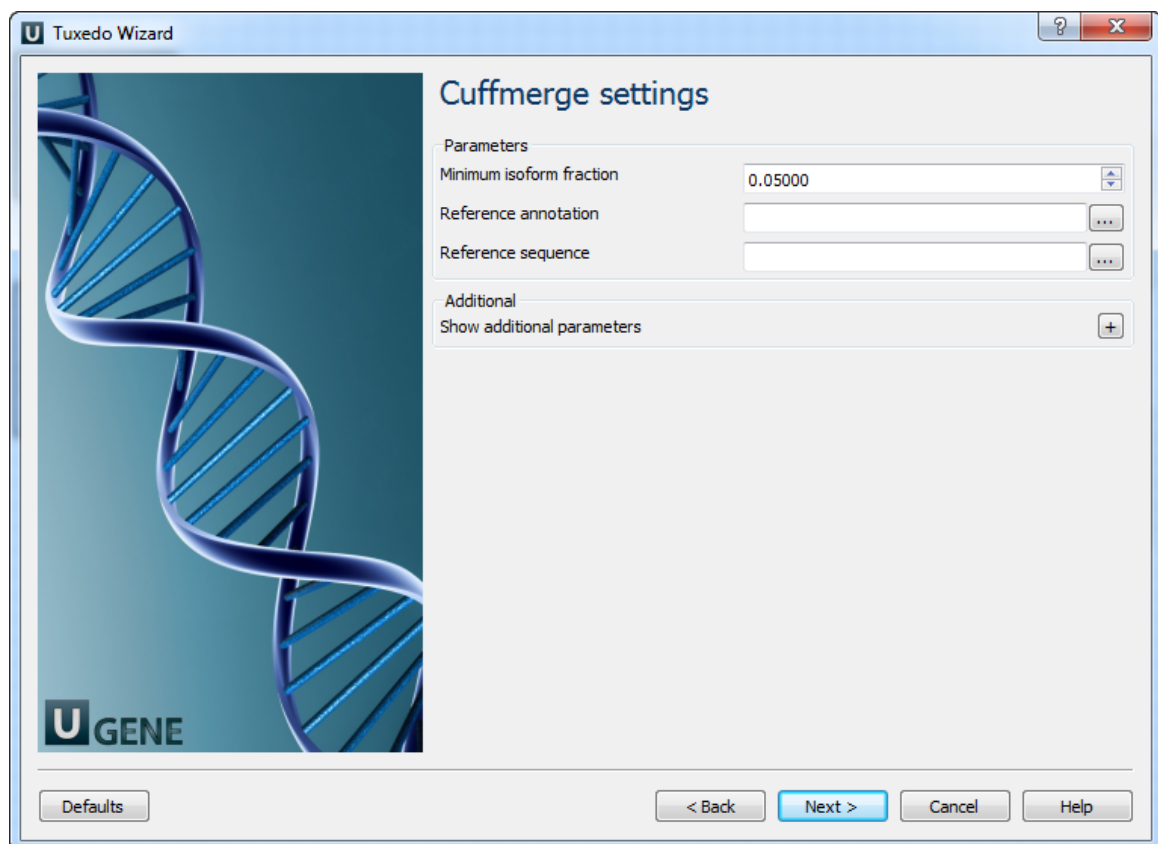 U Tuxedo Wizard
?
Cuffmerge settings
Parameters
Minimum isoform fraction 0.05000
Reference annotation ...
Reference sequence ...
Additional
Show additional parameters +
U GENE
Defaults < Back Next > Cancel Help